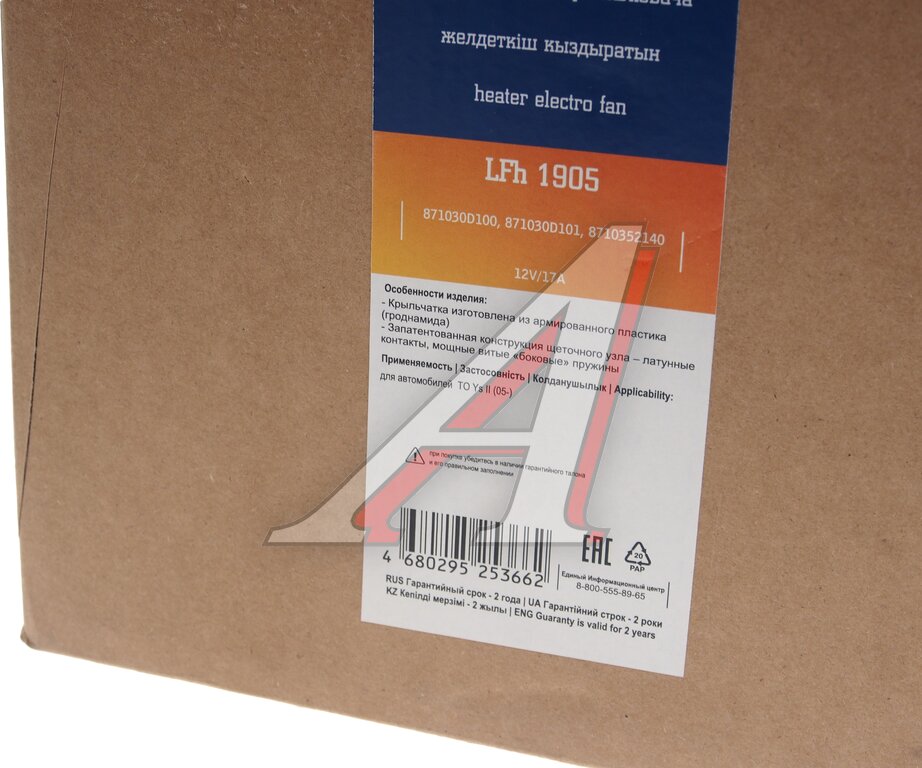 желдеткіш кыздыратын
heater electro fan
LFh 1905
871030D100, 871030D101, 8710352140
12V/17A
Особенности изделия:
- Крыльчатка изготовлена из армированного пластика
(гроднамида)
- Запатентованная конструкция щеточного узла – латунные
контакты, мощные витые «боковые» пружины
Применяемость | Застосовність | Колданушылык | Applicability:
для автомобилей TO Ys II (05-)
при покупке убедитесь в наличии гарантийного талона
и его правильном заполнении
4 680295 253662
EAC
20
PAP
Единый Информационный центр
8-800-555-89-65
RUS Гарантийный срок - 2 года | UA Гарантійний строк - 2 роки
KZ Кепілді мерзімі - 2 жылы | ENG Guaranty is valid for 2 years